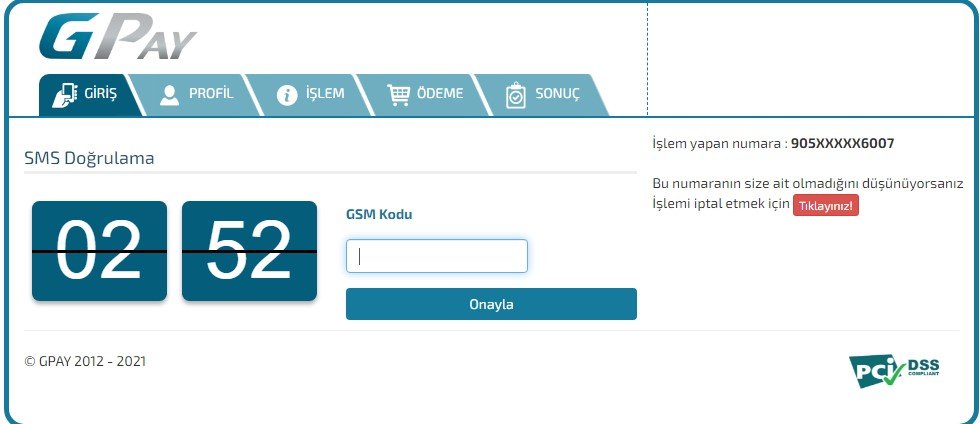 GPAY
GİRİŞ
PROFİL
İŞLEM
ÖDEME
SONUÇ
SMS Doğrulama
02 52
GSM Kodu
Onayla
İşlem yapan numara : 905XXXXX6007
Bu numaranın size ait olmadığını düşünüyorsanız
İşlemi iptal etmek için Tıklayınız!
© GPAY 2012 - 2021
PCI DSS
COMPLIANT